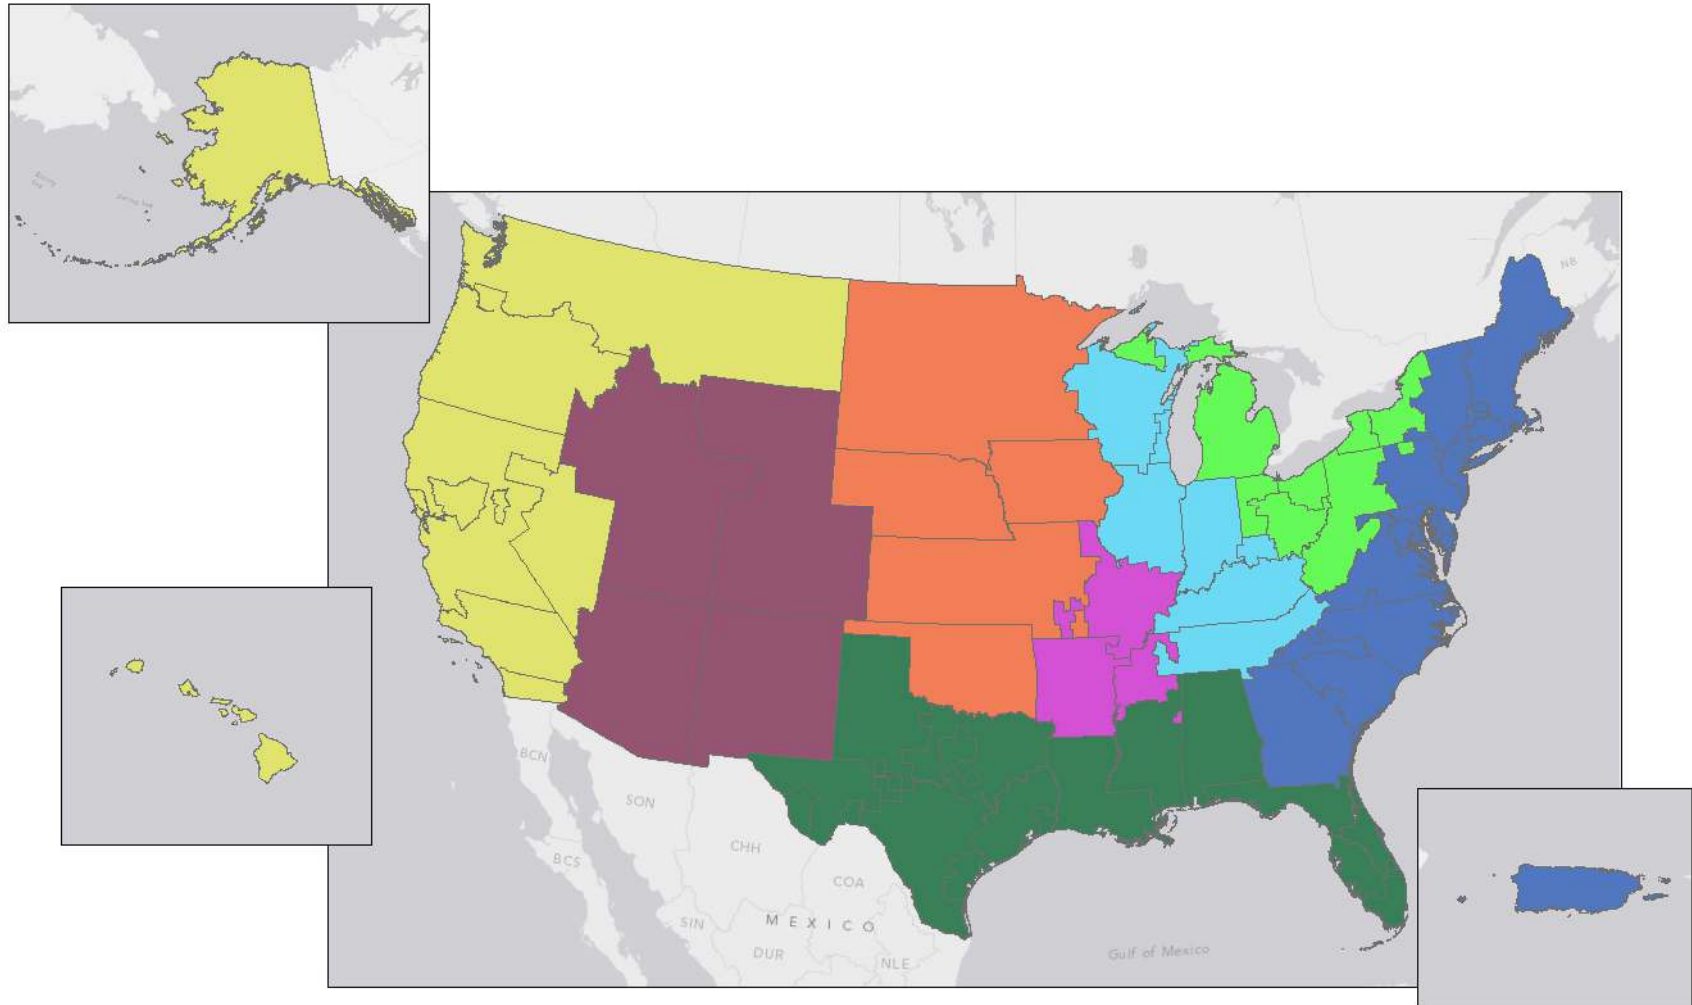 NB
BCN
SON
CHH
BCS
COA
SIN
MEXICO
DUR
NLE
Gulf of Mexico